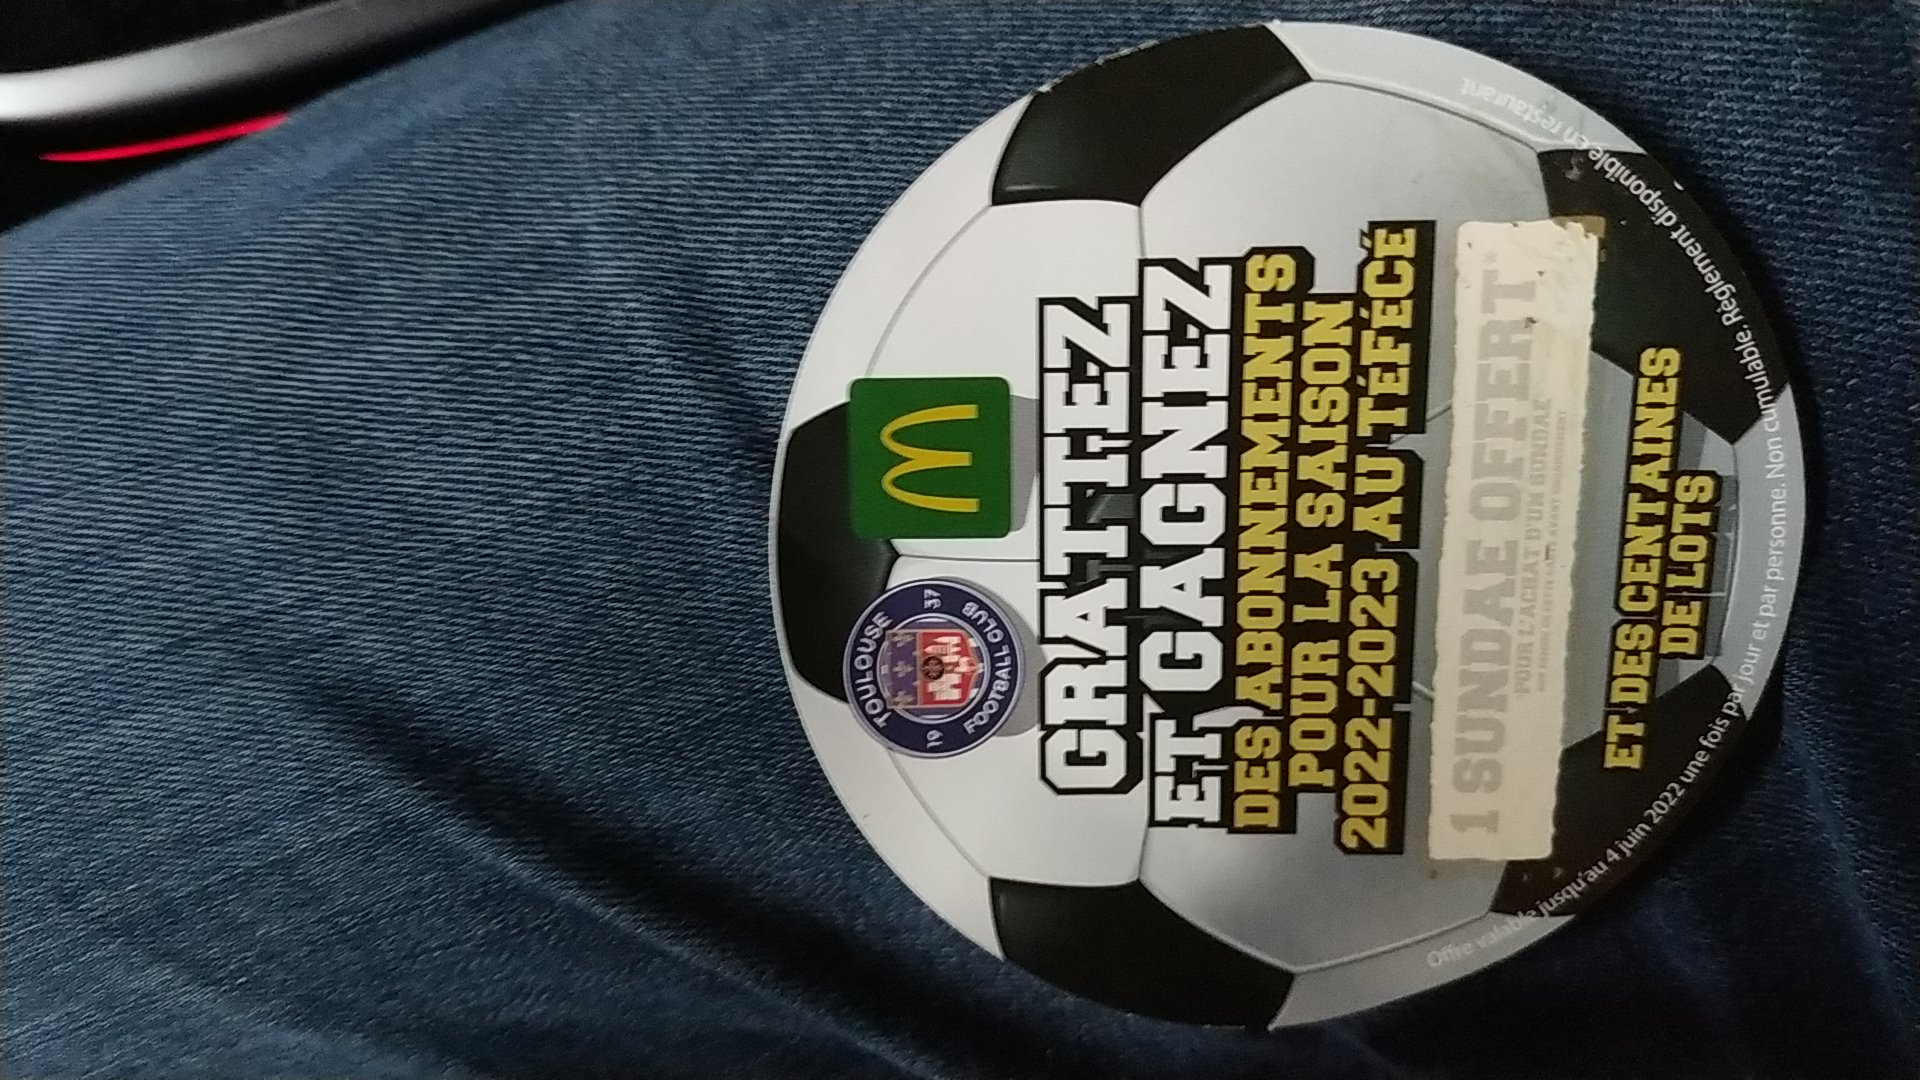 TOULOUSE
19 37
FOOTBALL CLUB
GRATTEZ
ET GAGNEZ
DES ABONNEMENTS
POUR LA SAISON
2022-2023 AU TÉFÉCÉ
1 SUNDAE OFFERT*
POUR L'ACHAT D'UN SUNDAE
ET DES CENTAINES
DE LOTS
Offre valable jusqu'au 4 juin 2022 une fois par jour et par personne. Non cumulable. Règlement disponible en restaurant